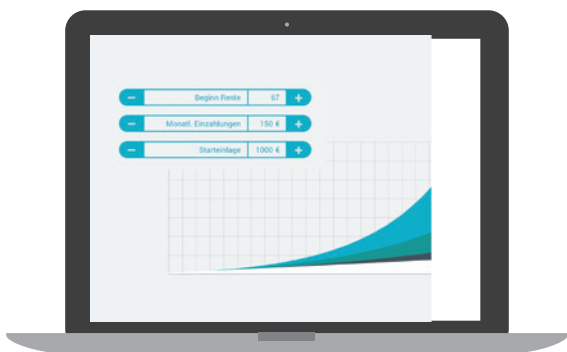 − Beginn Rente 67 +
− Monatl. Einzahlungen 150 € +
− Starteinlage 1000 € +